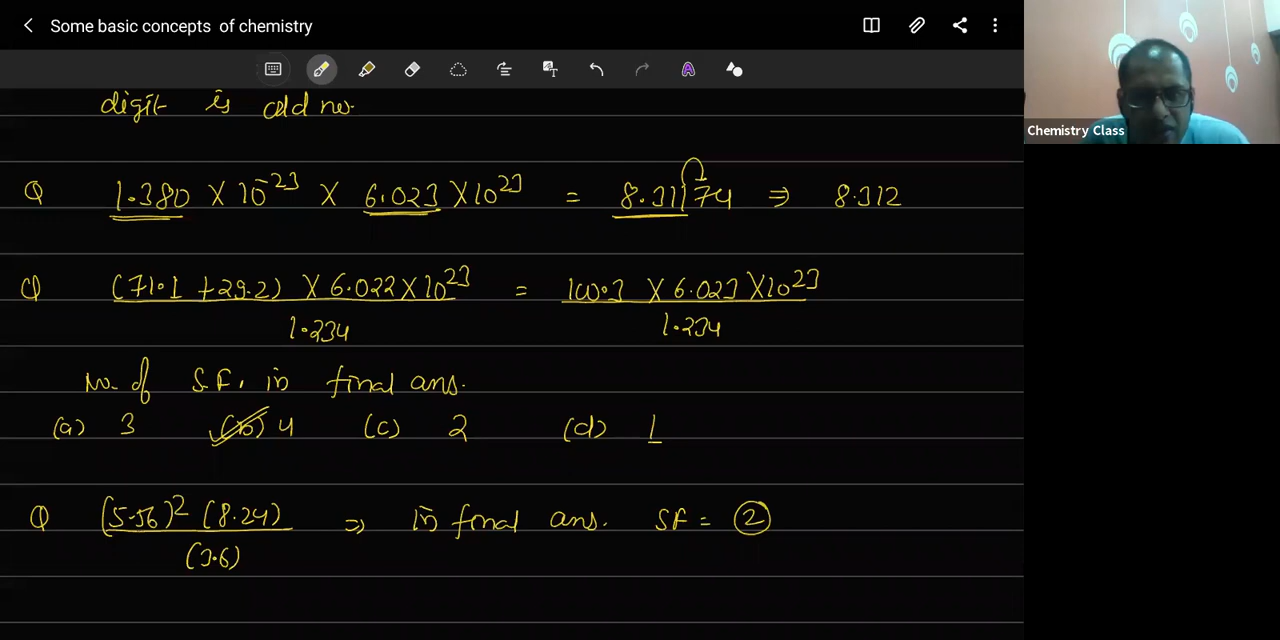 Some basic concepts of chemistry
digit is odd no.
Chemistry Class
Q 1.380 × 10⁻²³ × 6.023 × 10²³ = 8.31174 ⇒ 8.312
Q (71.1 + 29.2) × 6.022 × 10²³ = 100.3 × 6.023 × 10²³
1.234 1.234
No. of S.F. in final ans.
(a) 3 (b) 4 (c) 2 (d) 1
Q (5.56)² (8.24) ⇒ in final ans. SF = 2
(3.6)